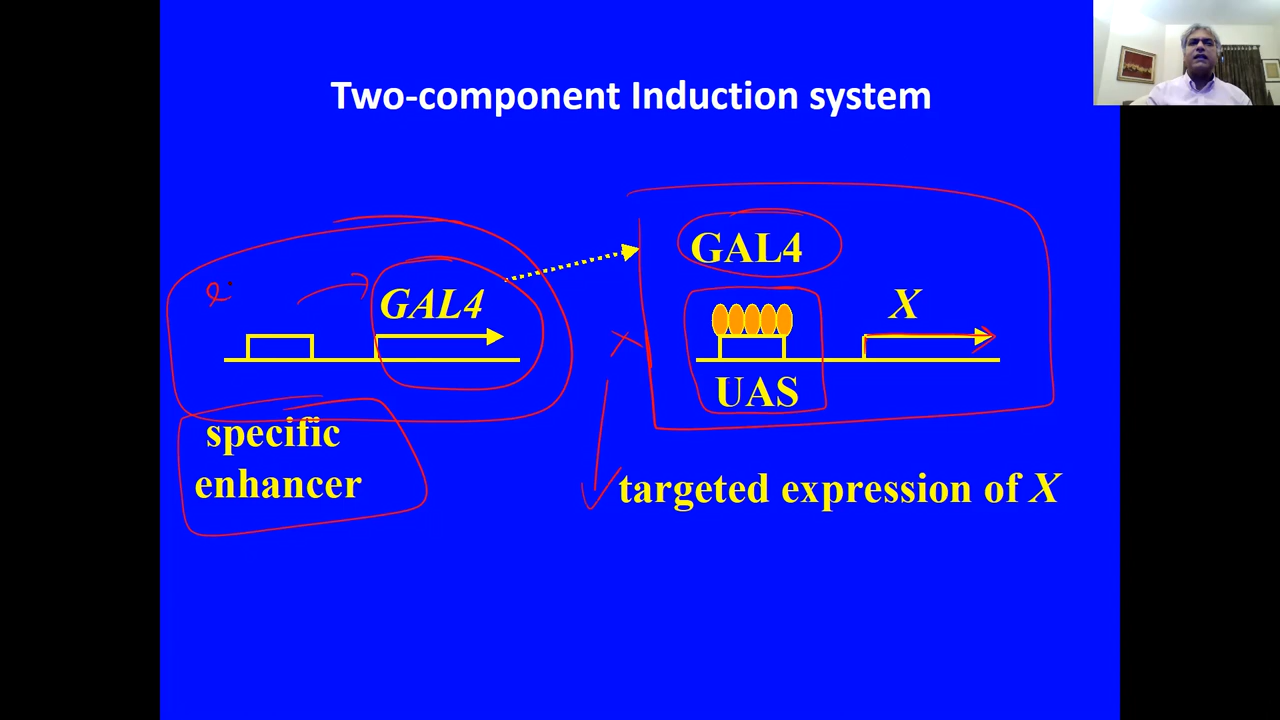 Two-component Induction system
GAL4
GAL4
X
UAS
specific
enhancer
targeted expression of X